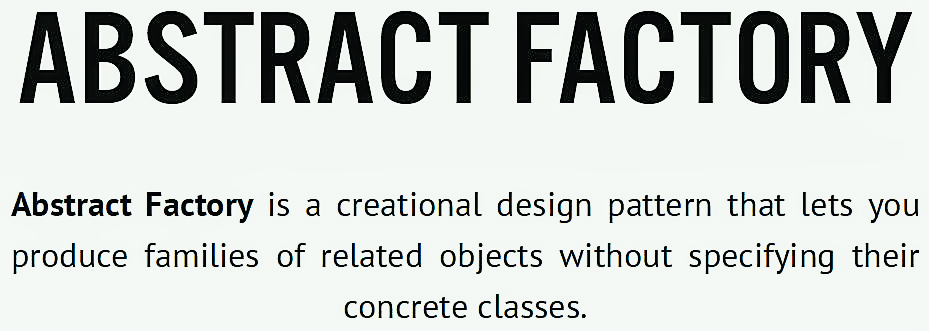 ABSTRACT FACTORY
Abstract Factory is a creational design pattern that lets you
produce families of related objects without specifying their
concrete classes.